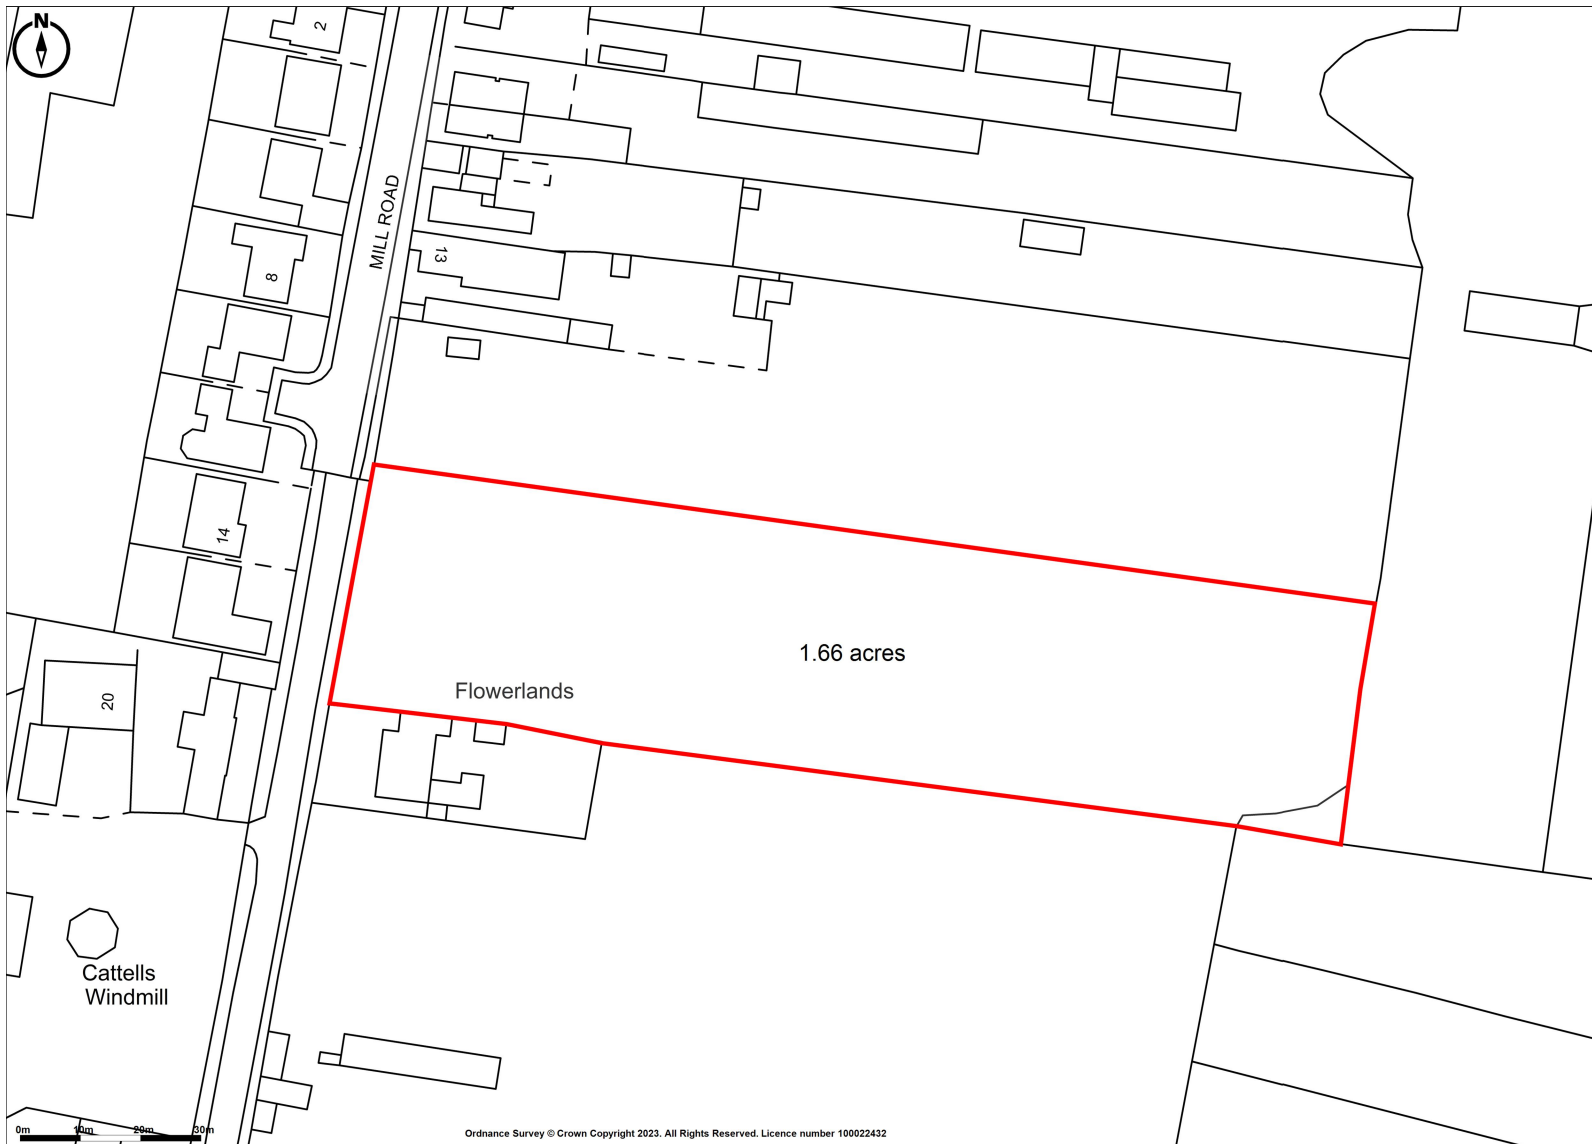 N
2
MILL ROAD
13
8
14
1.66 acres
Flowerlands
20
Cattells
Windmill
0m 10m 20m 30m
Ordnance Survey © Crown Copyright 2023. All Rights Reserved. Licence number 100022432